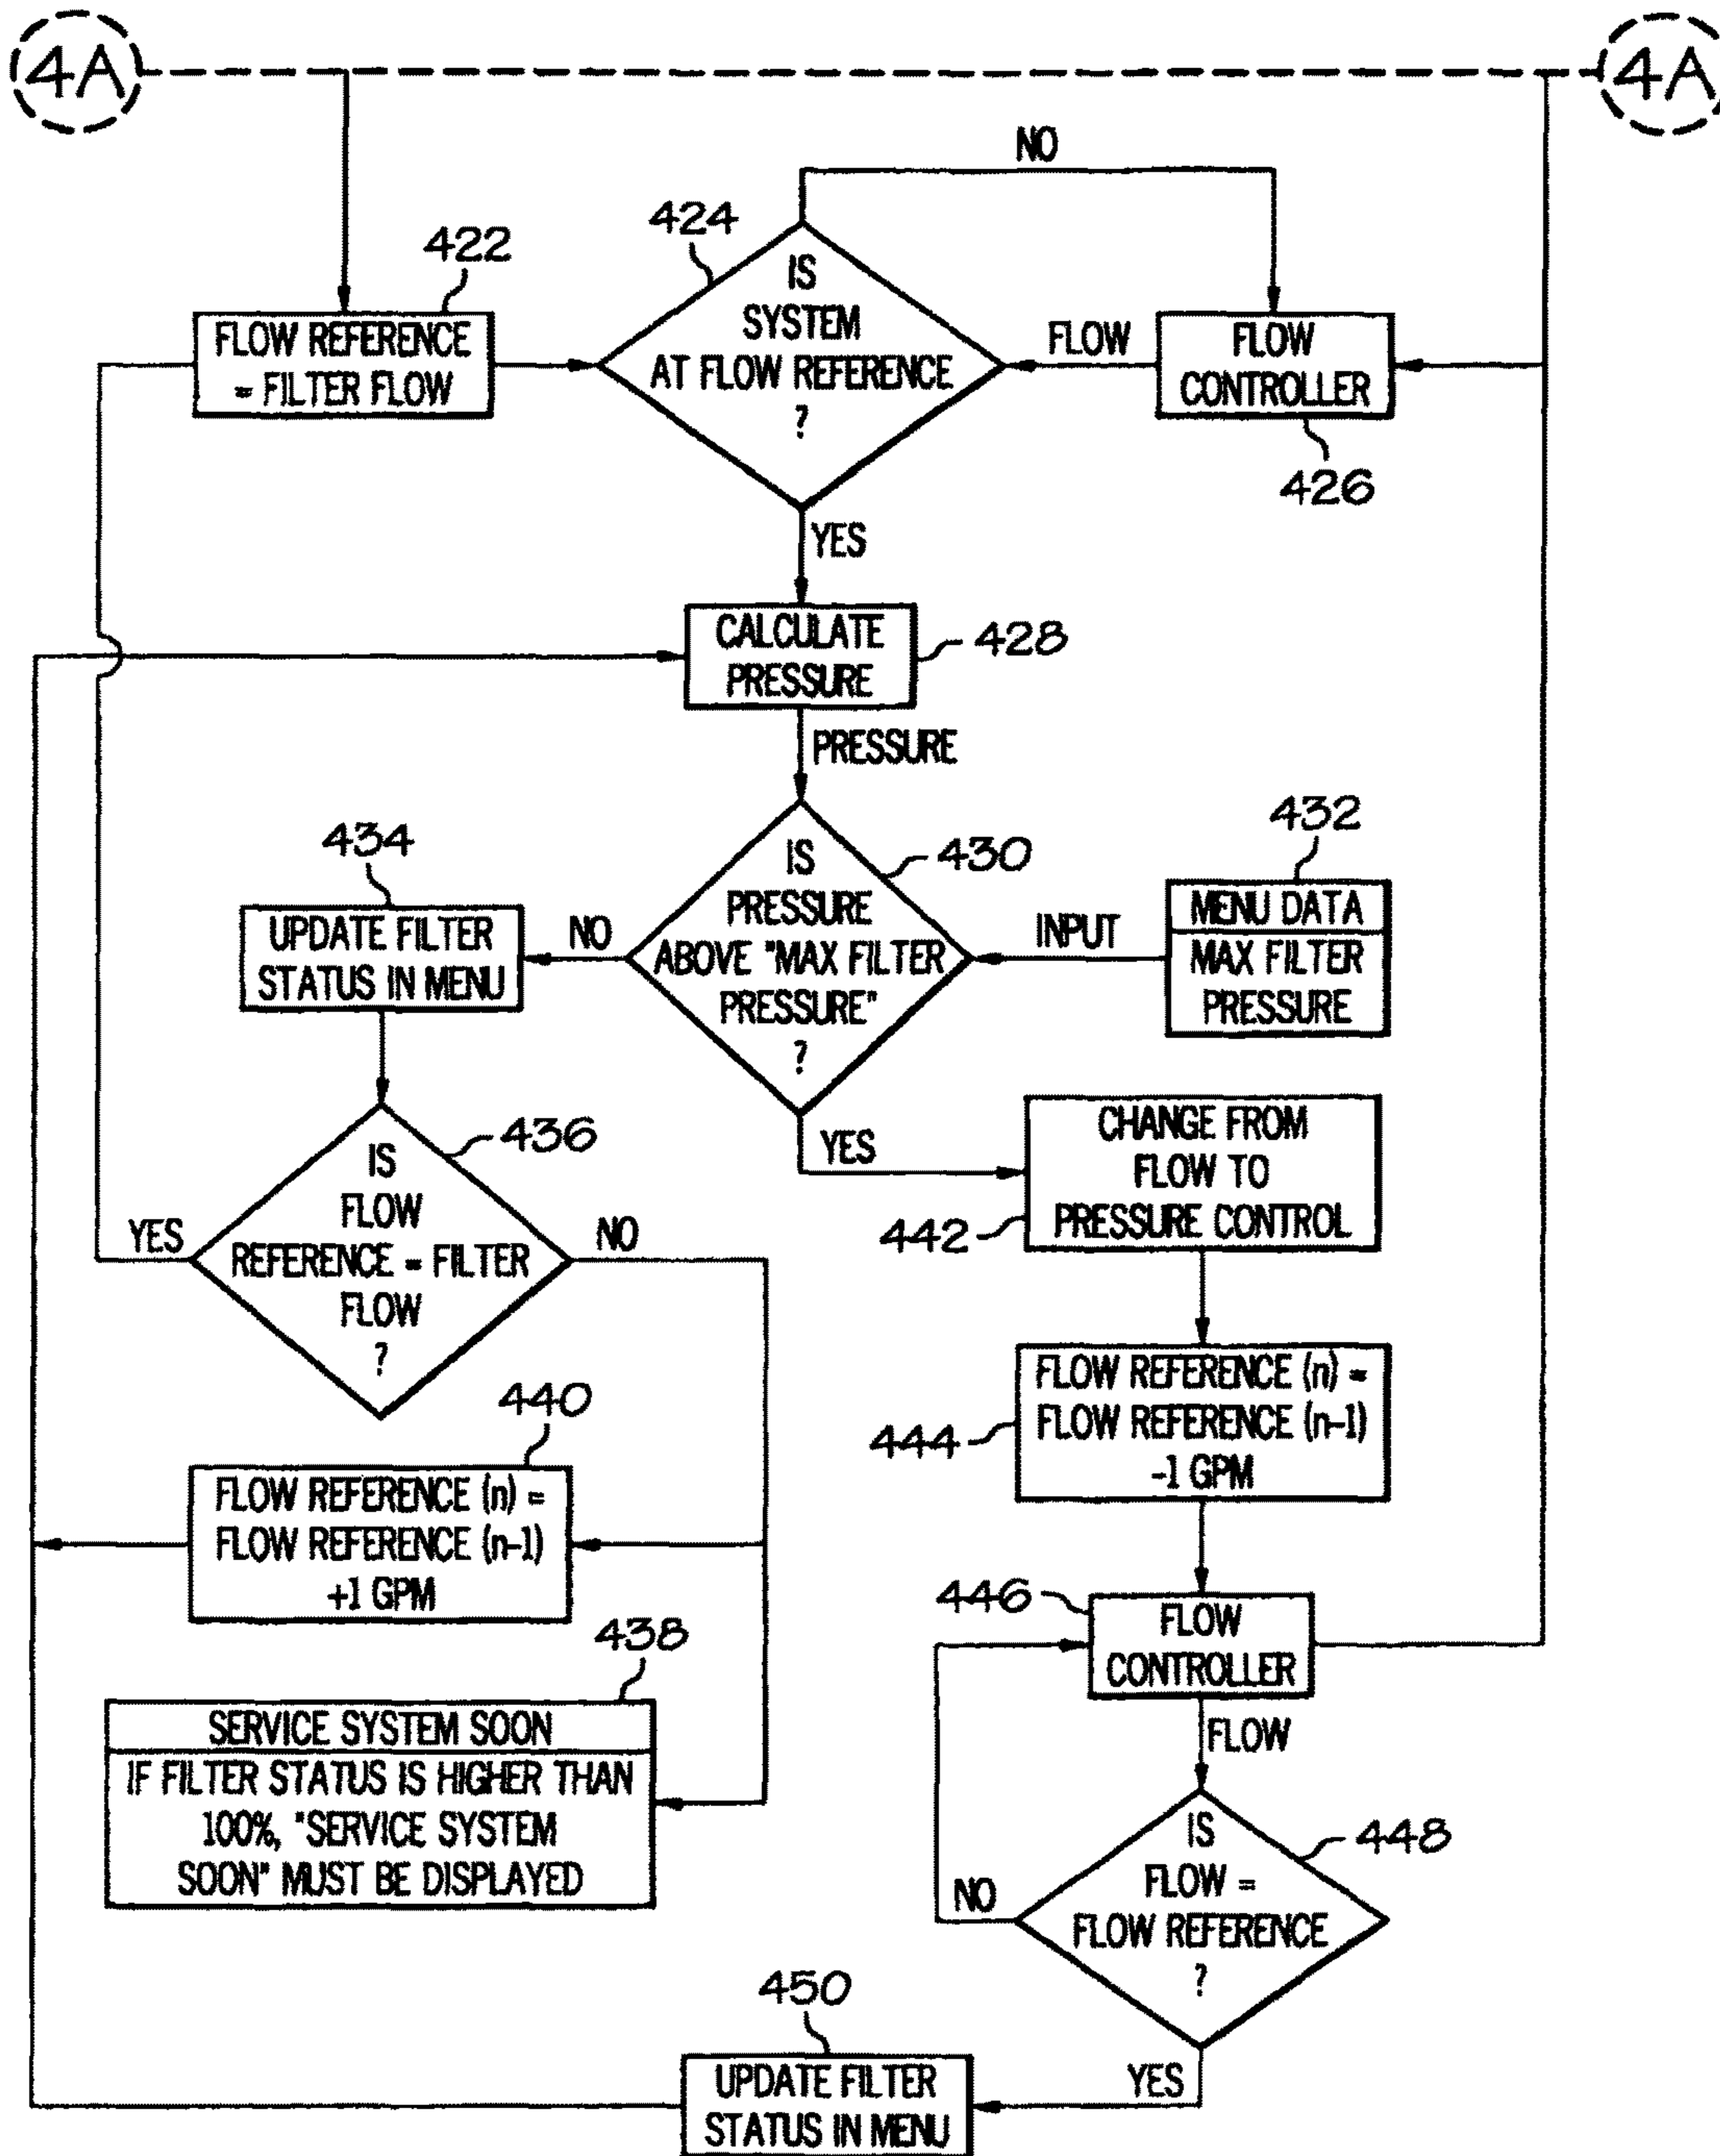 4A
4A
NO
424
422
IS
SYSTEM
AT FLOW REFERENCE
?
FLOW REFERENCE
= FILTER FLOW
FLOW
FLOW
CONTROLLER
426
YES
CALCULATE
PRESSURE
428
PRESSURE
432
434
430
IS
PRESSURE
ABOVE "MAX FILTER
PRESSURE"
?
MENU DATA
MAX FILTER
PRESSURE
INPUT
NO
UPDATE FILTER
STATUS IN MENU
436
YES
CHANGE FROM
FLOW TO
PRESSURE CONTROL
442
IS
FLOW
REFERENCE = FILTER
FLOW
?
YES
NO
440
FLOW REFERENCE (n) =
FLOW REFERENCE (n-1)
-1 GPM
444
FLOW REFERENCE (n) =
FLOW REFERENCE (n-1)
+1 GPM
446
FLOW
CONTROLLER
438
SERVICE SYSTEM SOON
IF FILTER STATUS IS HIGHER THAN
100%, "SERVICE SYSTEM
SOON" MUST BE DISPLAYED
FLOW
IS
FLOW =
FLOW REFERENCE
?
448
NO
450
YES
UPDATE FILTER
STATUS IN MENU